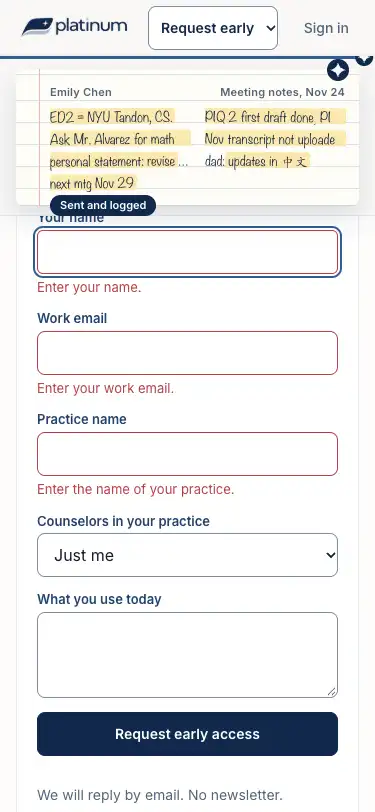 platinum
Request early
Sign in
Emily Chen
Meeting notes, Nov 24
ED2 = NYU Tandon, CS.
Ask Mr. Alvarez for math
personal statement: revise ...
next mtg Nov 29
PIQ 2 first draft done, PI
Nov transcript not uploade
dad: updates in 中文
Sent and logged
Your name
Enter your name.
Work email
Enter your work email.
Practice name
Enter the name of your practice.
Counselors in your practice
Just me
What you use today
Request early access
We will reply by email. No newsletter.